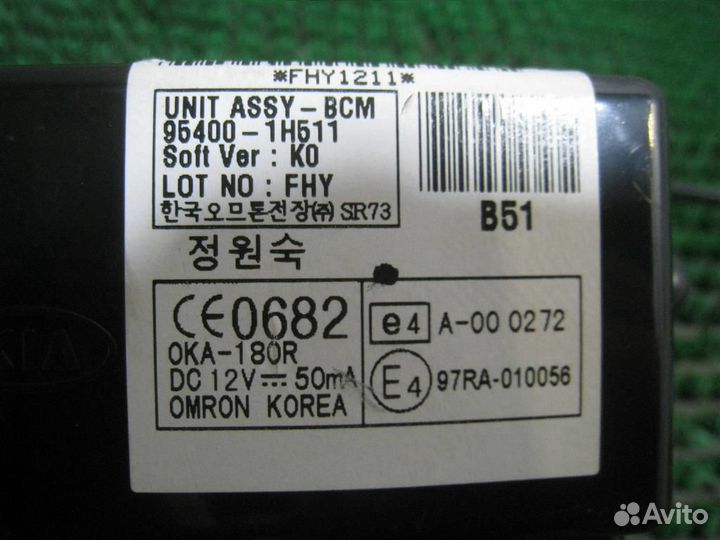 *FHY1211*
UNIT ASSY-BCM
95400-1H511
Soft Ver : K0
LOT NO : FHY
한국오므론전장㈜ SR73
B51
정원숙
CE0682
OKA-180R
DC 12V⎓50mA
OMRON KOREA
e4 A-00 0272
E4 97RA-010056
KIA
Avito